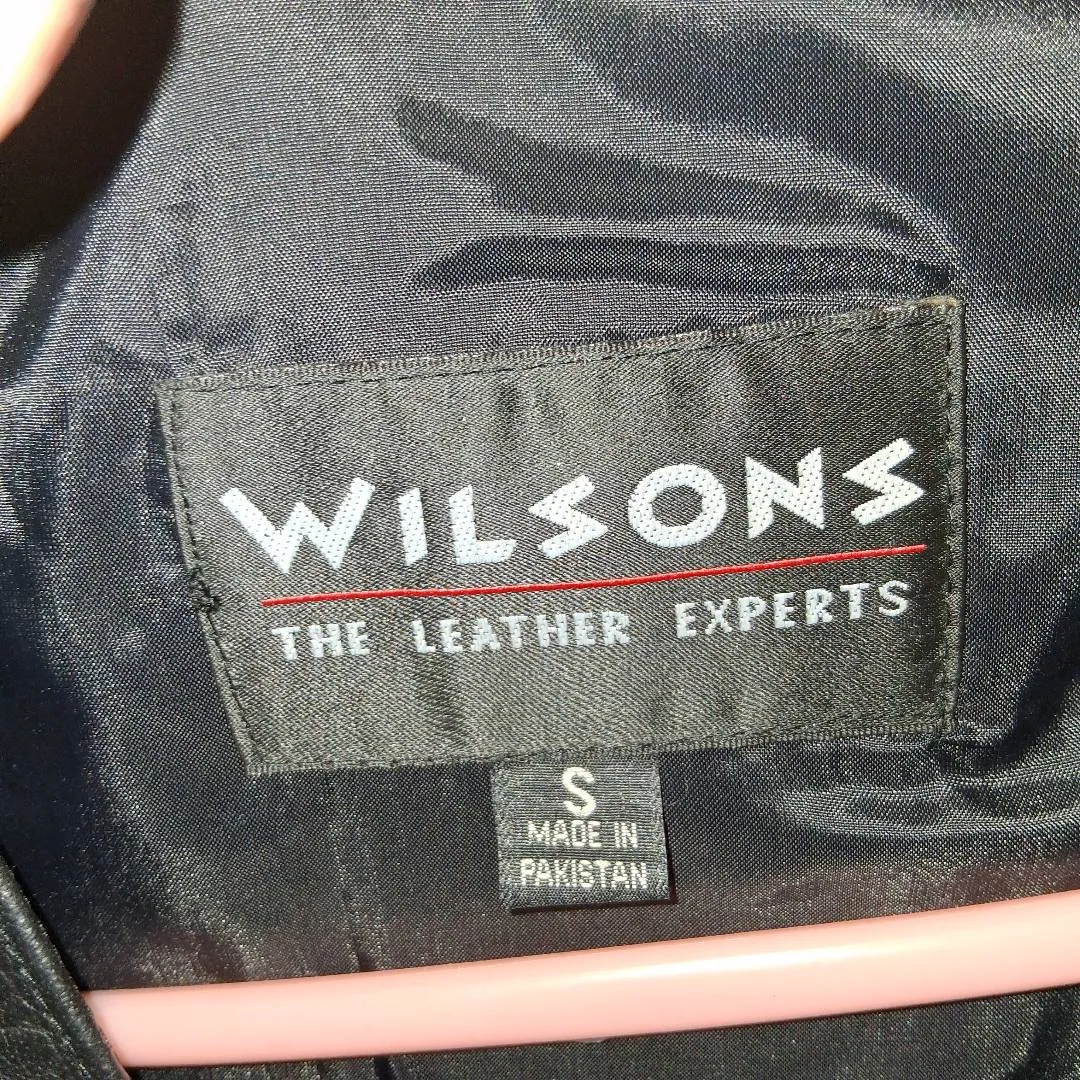 WILSONS
THE LEATHER EXPERTS
S
MADE IN
PAKISTAN